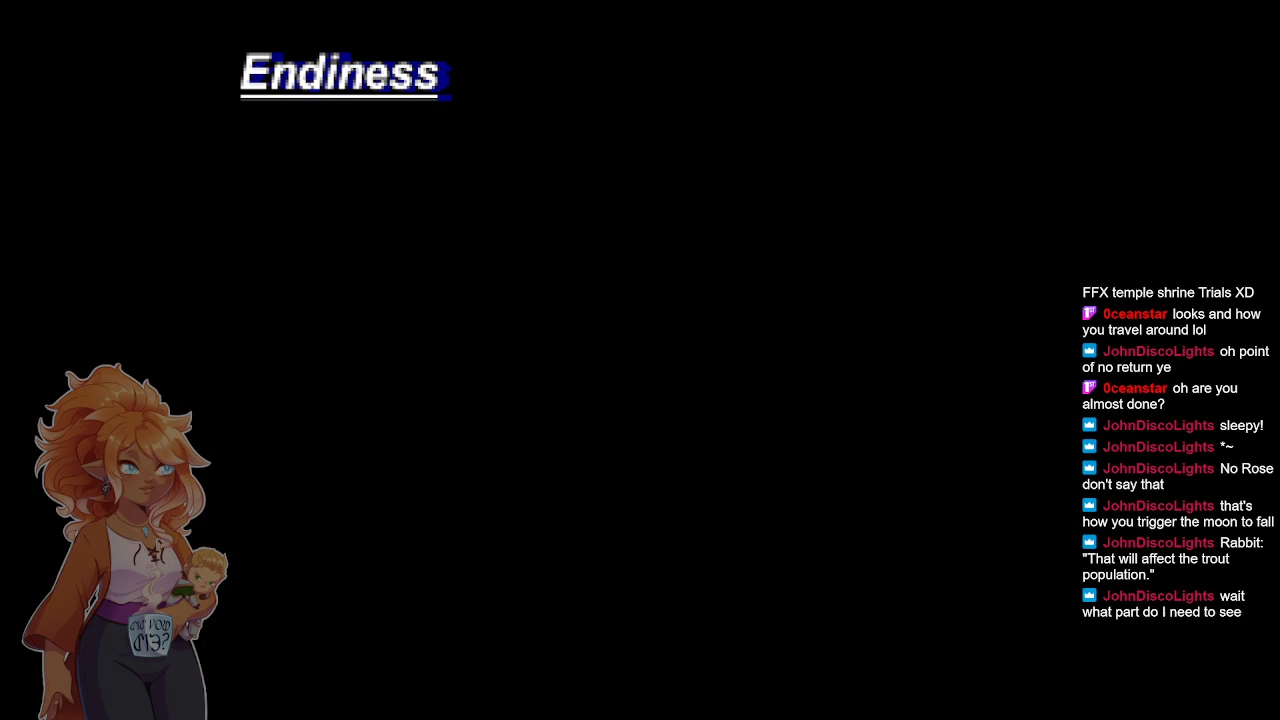 Endiness
FFX temple shrine Trials XD
0ceanstar looks and how
you travel around lol
JohnDiscoLights oh point
of no return ye
0ceanstar oh are you
almost done?
JohnDiscoLights sleepy!
JohnDiscoLights *~
JohnDiscoLights No Rose
don't say that
JohnDiscoLights that's
how you trigger the moon to fall
JohnDiscoLights Rabbit:
"That will affect the trout
population."
JohnDiscoLights wait
what part do I need to see